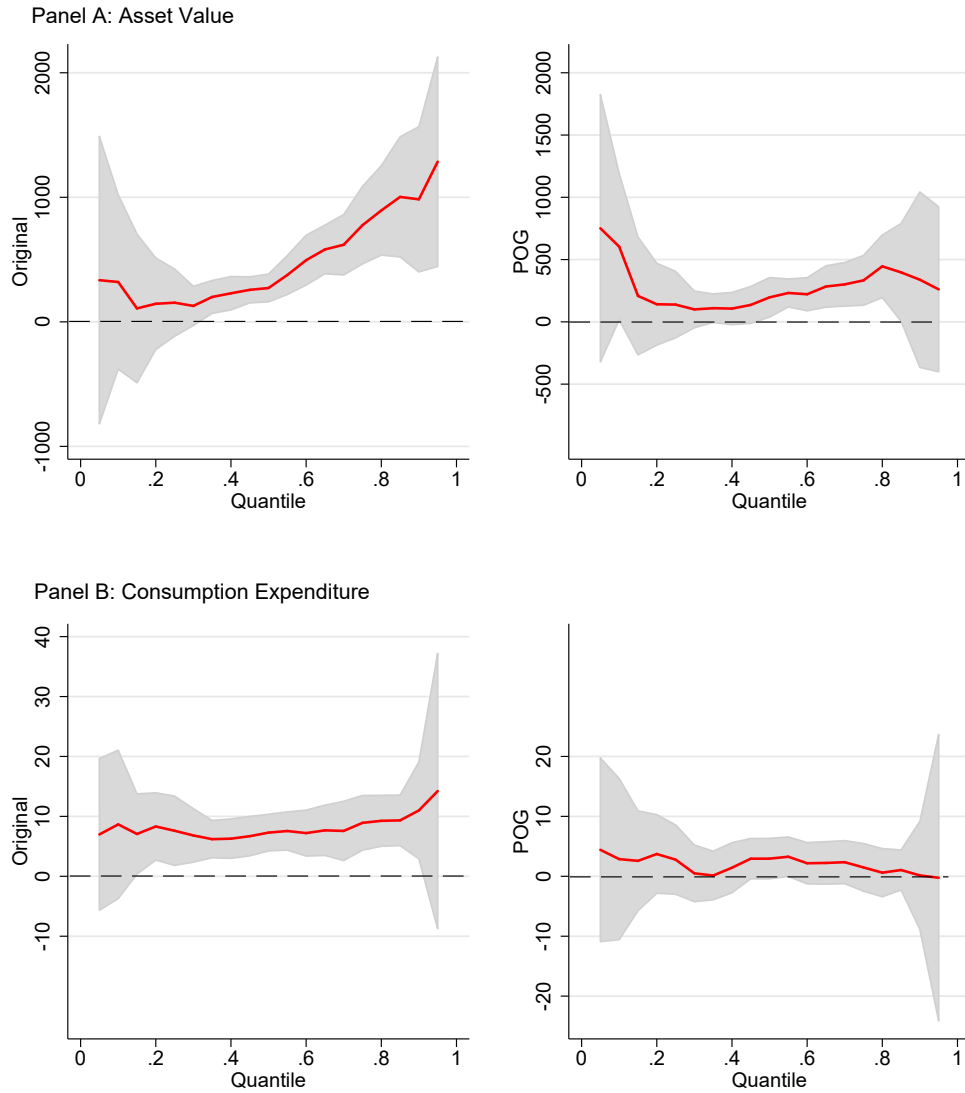 Panel A: Asset Value
Original
2000
1000
0
-1000
0 .2 .4 .6 .8 1
Quantile
POG
2000
1500
1000
500
0
-500
0 .2 .4 .6 .8 1
Quantile
Panel B: Consumption Expenditure
Original
40
30
20
10
0
-10
0 .2 .4 .6 .8 1
Quantile
POG
20
10
0
-10
-20
0 .2 .4 .6 .8 1
Quantile